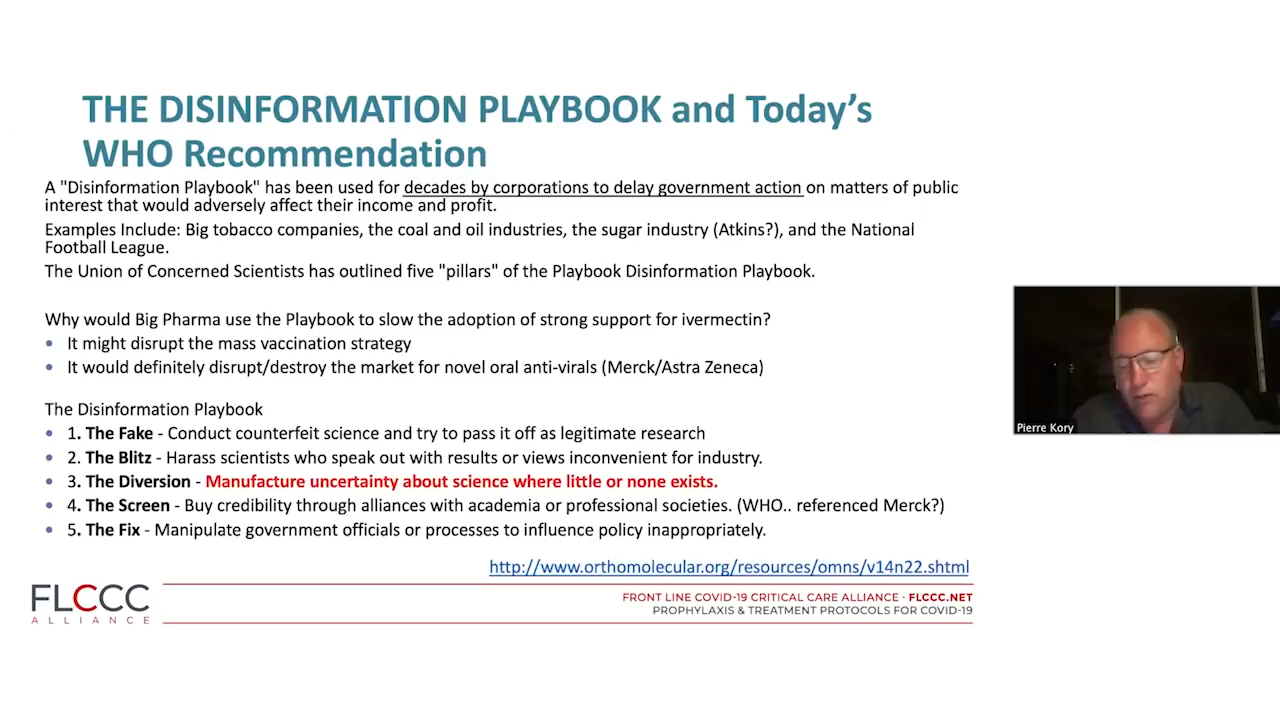 THE DISINFORMATION PLAYBOOK and Today's
WHO Recommendation
A "Disinformation Playbook" has been used for decades by corporations to delay government action on matters of public
interest that would adversely affect their income and profit.
Examples Include: Big tobacco companies, the coal and oil industries, the sugar industry (Atkins?), and the National
Football League.
The Union of Concerned Scientists has outlined five "pillars" of the Playbook Disinformation Playbook.
Why would Big Pharma use the Playbook to slow the adoption of strong support for ivermectin?
• It might disrupt the mass vaccination strategy
• It would definitely disrupt/destroy the market for novel oral anti-virals (Merck/Astra Zeneca)
The Disinformation Playbook
• 1. The Fake - Conduct counterfeit science and try to pass it off as legitimate research
• 2. The Blitz - Harass scientists who speak out with results or views inconvenient for industry.
• 3. The Diversion - Manufacture uncertainty about science where little or none exists.
• 4. The Screen - Buy credibility through alliances with academia or professional societies. (WHO.. referenced Merck?)
• 5. The Fix - Manipulate government officials or processes to influence policy inappropriately.
http://www.orthomolecular.org/resources/omns/v14n22.shtml
FLCCC
ALLIANCE
FRONT LINE COVID-19 CRITICAL CARE ALLIANCE · FLCCC.NET
PROPHYLAXIS & TREATMENT PROTOCOLS FOR COVID-19
Pierre Kory